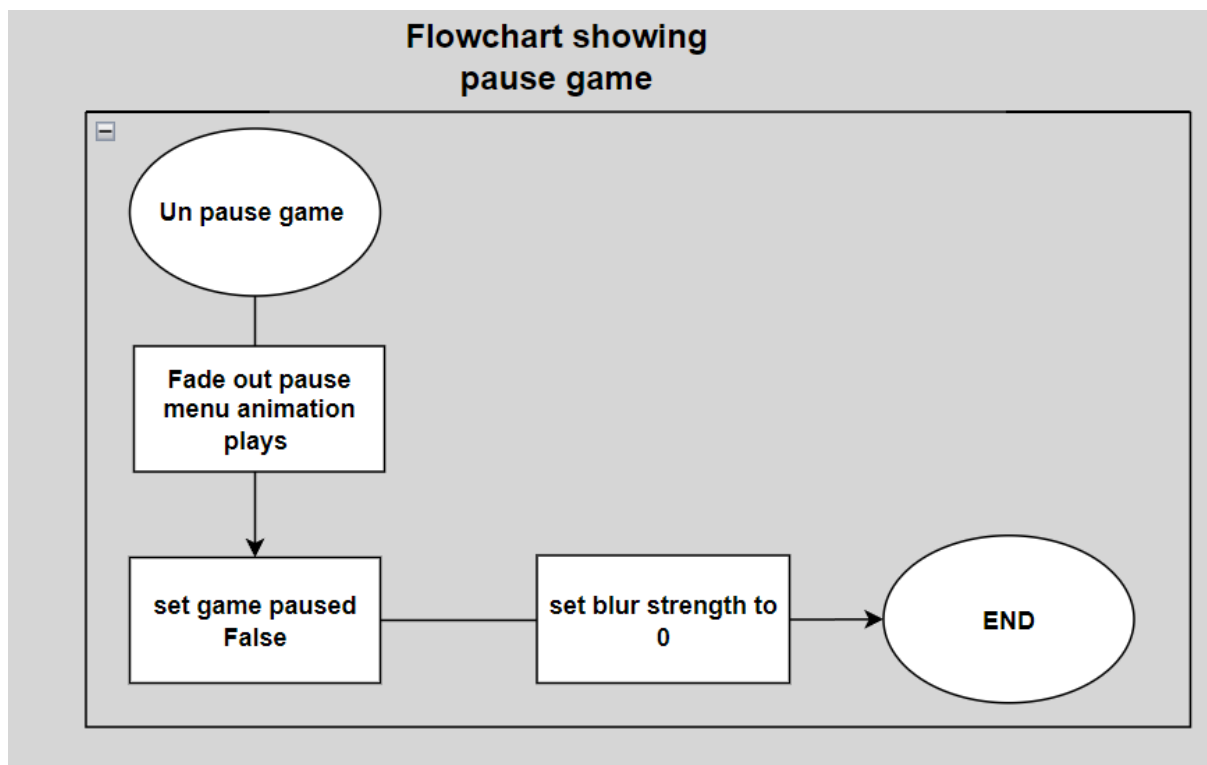 Flowchart showing
pause game
Un pause game
Fade out pause
menu animation
plays
set game paused
False
set blur strength to
0
END